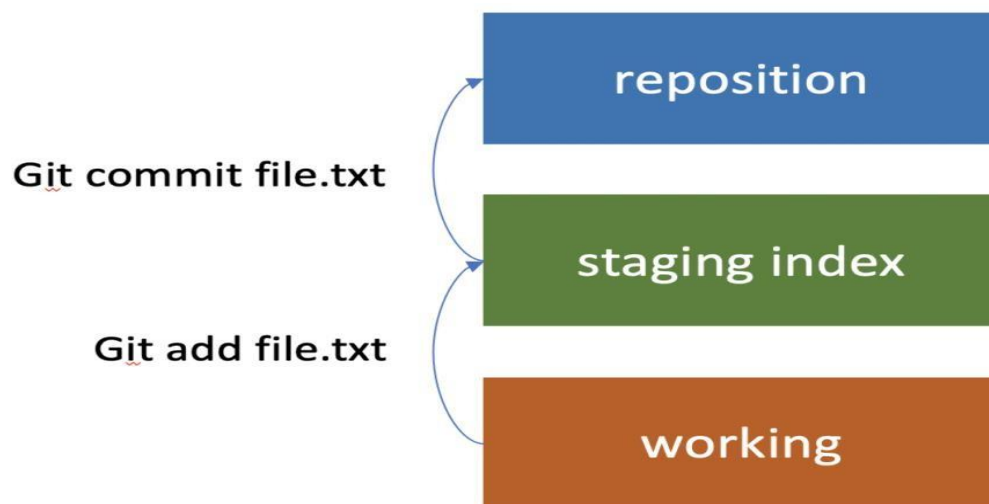 reposition
Git commit file.txt
staging index
Git add file.txt
working